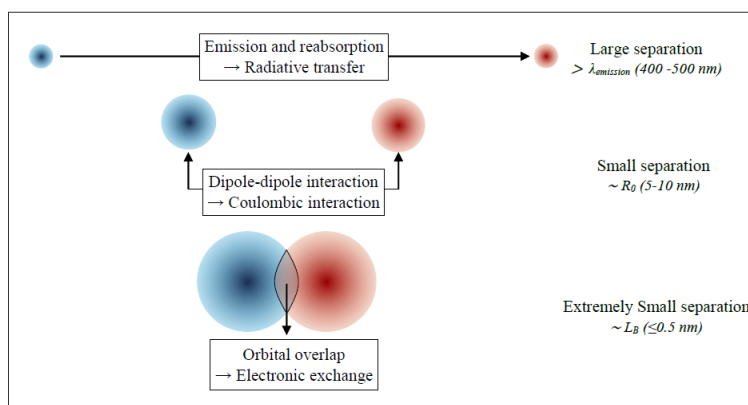 Emission and reabsorption
→ Radiative transfer
Large separation
> λemission (400 -500 nm)
Dipole-dipole interaction
→ Coulombic interaction
Small separation
~ R0 (5-10 nm)
Orbital overlap
→ Electronic exchange
Extremely Small separation
~ LB (≤0.5 nm)